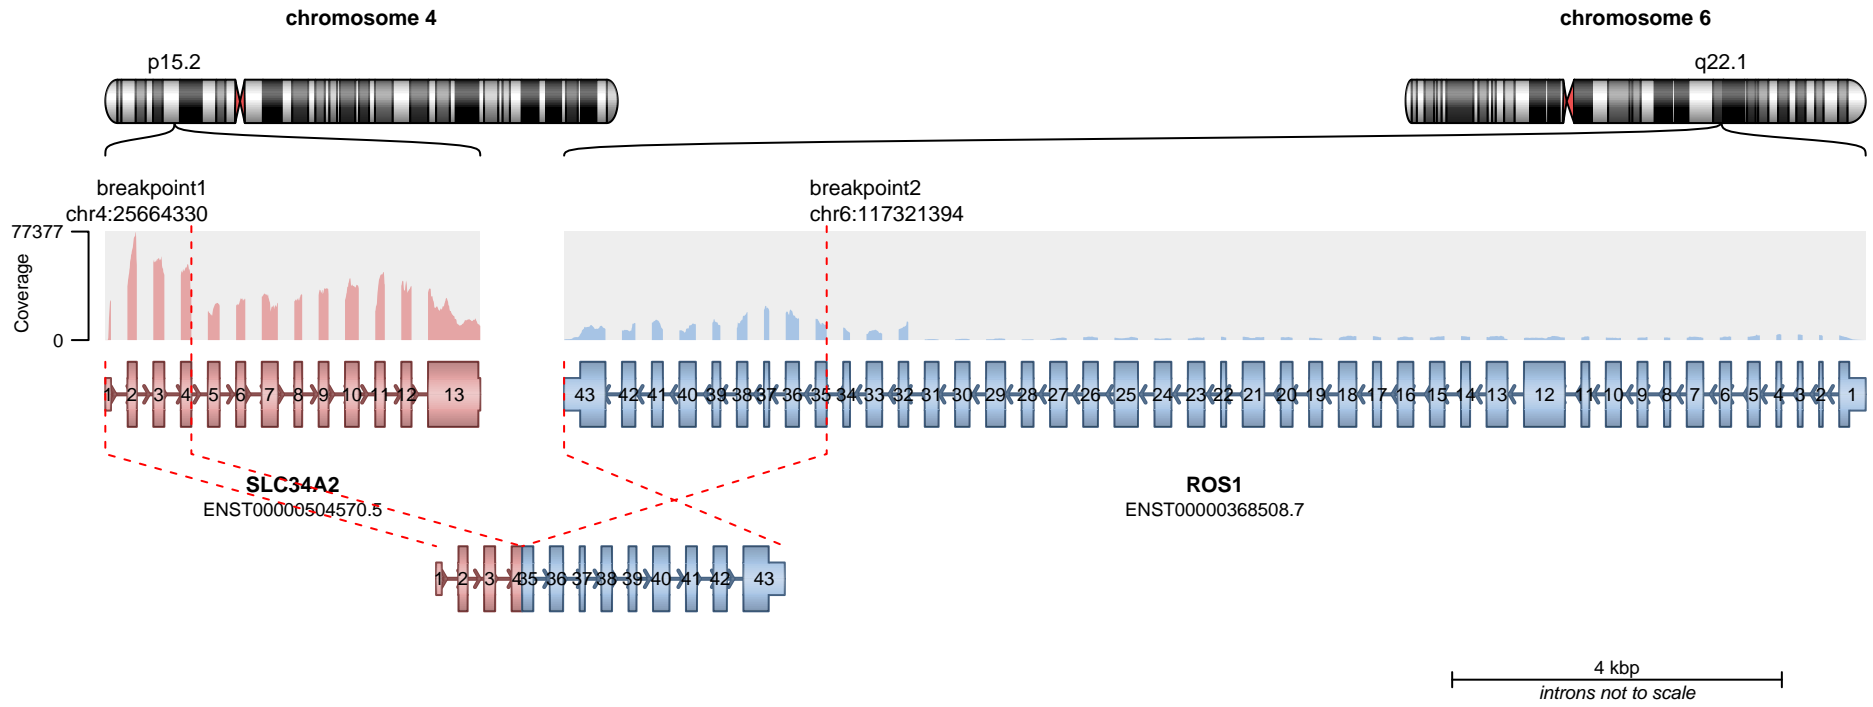 chromosome 4
chromosome 6
p15.2
q22.1
breakpoint1
chr4:25664330
breakpoint2
chr6:117321394
77377
Coverage
0
1 2 3 4 5 6 7 8 9 10 11 12 13
43 42 41 40 39 38 37 36 35 34 33 32 31 30 29 28 27 26 25 24 23 22 21 20 19 18 17 16 15 14 13 12 11 10 9 8 7 6 5 4 3 2 1
SLC34A2
ENST00000504570.5
ROS1
ENST00000368508.7
1 2 3 4 35 36 37 38 39 40 41 42 43
4 kbp
introns not to scale